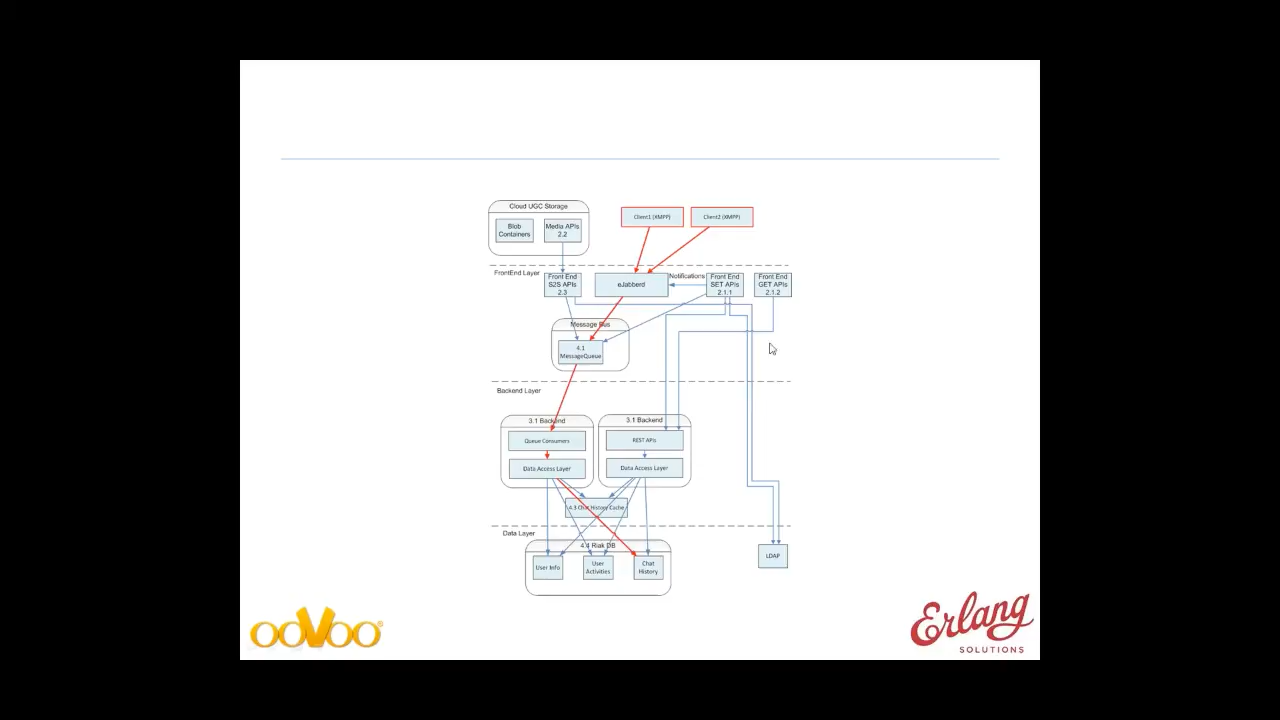 Cloud UGC Storage
Blob
Containers
Media APIs
2.2
Client1 (XMPP)
Client2 (XMPP)
FrontEnd Layer
Front End
S2S APIs
2.3
eJabberd
Notifications
Front End
SET APIs
2.1.1
Front End
GET APIs
2.1.2
Message Bus
4.1
MessageQueue
Backend Layer
3.1 Backend
Queue Consumers
Data Access Layer
3.1 Backend
REST APIs
Data Access Layer
4.3 Chat History Cache
Data Layer
4.4 Riak DB
User Info
User
Activities
Chat
History
LDAP
ooVoo®
Erlang
SOLUTIONS